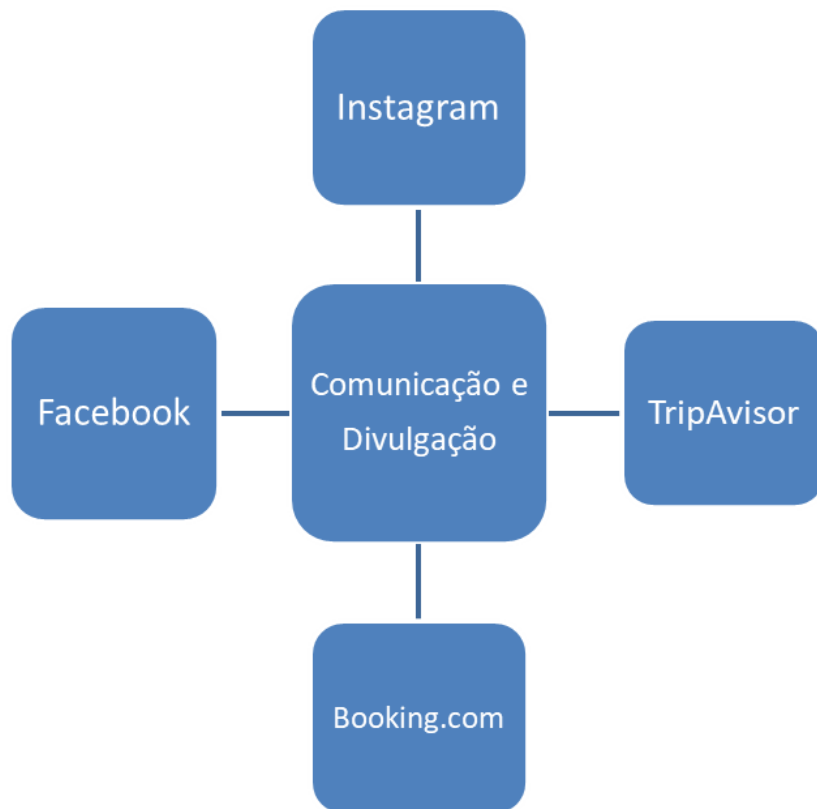 Instagram
Facebook
Comunicação e
Divulgação
TripAvisor
Booking.com